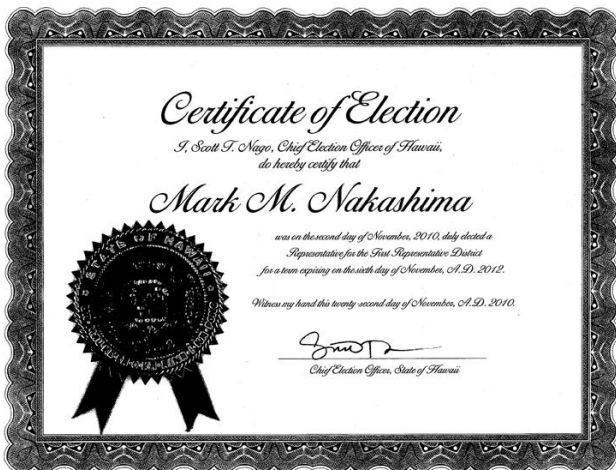 Certificate of Election
I, Scott T. Nago, Chief Election Officer of Hawaii,
do hereby certify that
Mark M. Nakashima
was on the second day of November, 2010, duly elected a
Representative for the First Representative District
for a term expiring on the sixth day of November, A.D. 2012.
Witness my hand this twenty-second day of November, A.D. 2010.
STATE OF HAWAII
Chief Election Officer, State of Hawaii